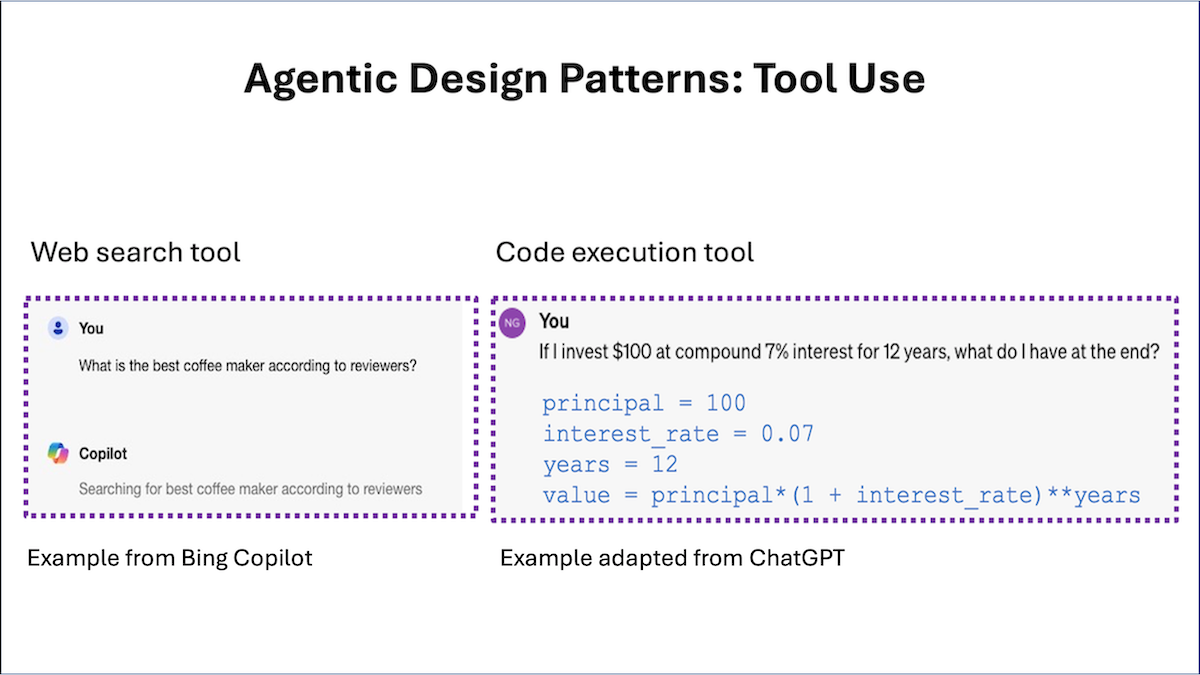 Agentic Design Patterns: Tool Use
Web search tool
You
What is the best coffee maker according to reviewers?
Copilot
Searching for best coffee maker according to reviewers
Example from Bing Copilot
Code execution tool
NG
You
If I invest $100 at compound 7% interest for 12 years, what do I have at the end?
principal = 100
interest_rate = 0.07
years = 12
value = principal*(1 + interest_rate)**years
Example adapted from ChatGPT